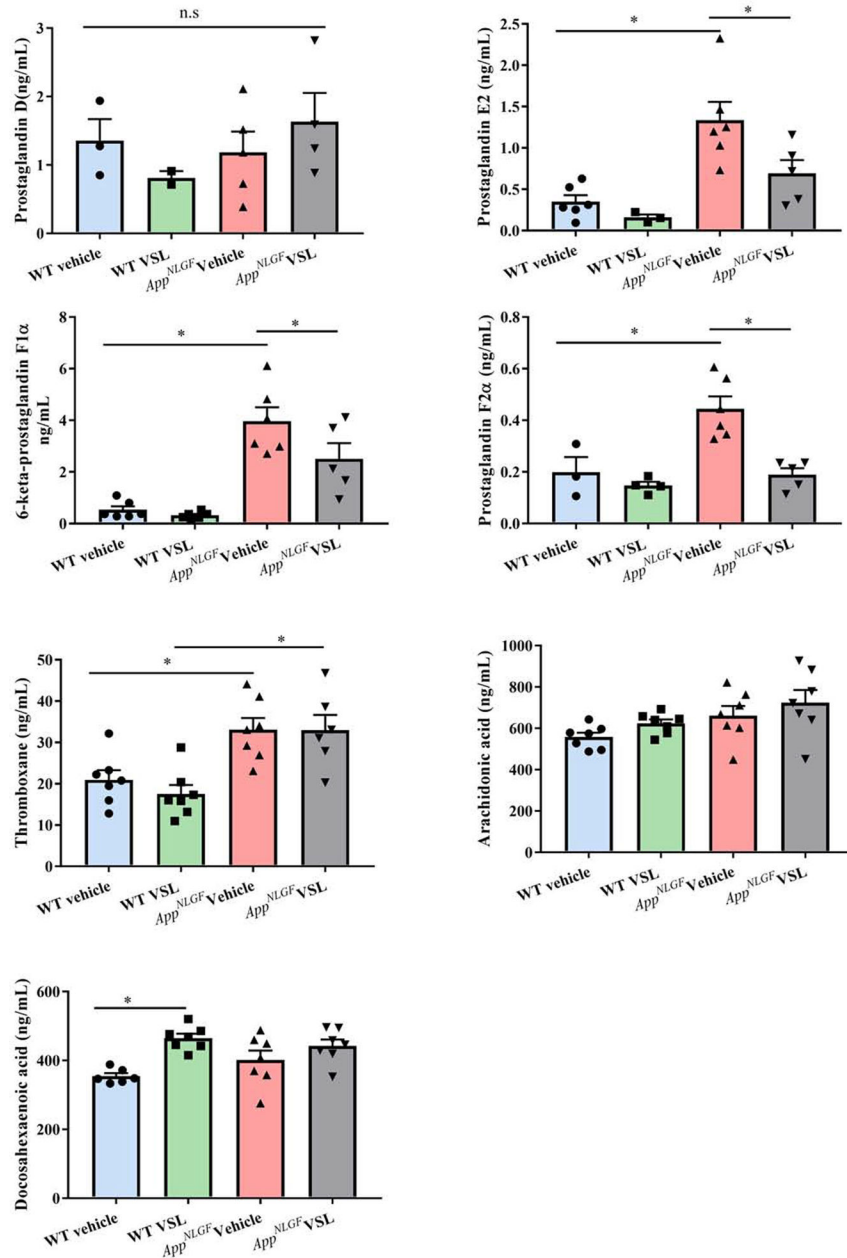 n.s
Prostaglandin D(ng/mL)
3
2
1
0
WT vehicle
WT VSL
App^NLGF Vehicle
App^NLGF VSL
*
*
Prostaglandin E2 (ng/mL)
2.5
2.0
1.5
1.0
0.5
0.0
WT vehicle
WT VSL
App^NLGF Vehicle
App^NLGF VSL
*
*
6-keta-prostaglandin F1α
ng/mL
8
6
4
2
0
WT vehicle
WT VSL
App^NLGF Vehicle
App^NLGF VSL
*
*
Prostaglandin F2α (ng/mL)
0.8
0.6
0.4
0.2
0.0
WT vehicle
WT VSL
App^NLGF Vehicle
App^NLGF VSL
*
*
Thromboxane (ng/mL)
50
40
30
20
10
0
WT vehicle
WT VSL
App^NLGF Vehicle
App^NLGF VSL
Arachidonic acid (ng/mL)
1000
800
600
400
200
0
WT vehicle
WT VSL
App^NLGF Vehicle
App^NLGF VSL
*
Docosahexaenoic acid (ng/mL)
600
400
200
0
WT vehicle
WT VSL
App^NLGF Vehicle
App^NLGF VSL